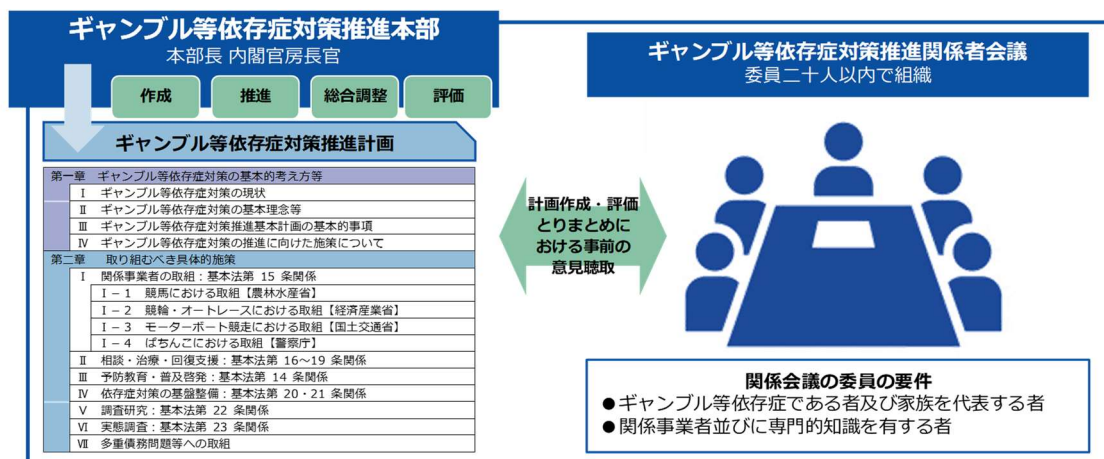 ギャンブル等依存症対策推進本部
本部長 内閣官房長官
作成
推進
総合調整
評価
ギャンブル等依存症対策推進計画
第一章 ギャンブル等依存症対策の基本的考え方等
Ⅰ ギャンブル等依存症対策の現状
Ⅱ ギャンブル等依存症対策の基本理念等
Ⅲ ギャンブル等依存症対策推進基本計画の基本的事項
Ⅳ ギャンブル等依存症対策の推進に向けた施策について
第二章 取り組むべき具体的施策
Ⅰ 関係事業者の取組:基本法第 15 条関係
Ⅰ-1 競馬における取組【農林水産省】
Ⅰ-2 競輪・オートレースにおける取組【経済産業省】
Ⅰ-3 モーターボート競走における取組【国土交通省】
Ⅰ-4 ぱちんこにおける取組【警察庁】
Ⅱ 相談・治療・回復支援:基本法第 16~19 条関係
Ⅲ 予防教育・普及啓発:基本法第 14 条関係
Ⅳ 依存症対策の基盤整備:基本法第 20・21 条関係
Ⅴ 調査研究:基本法第 22 条関係
Ⅵ 実態調査:基本法第 23 条関係
Ⅶ 多重債務問題等への取組
計画作成・評価
とりまとめに
おける事前の
意見聴取
ギャンブル等依存症対策推進関係者会議
委員二十人以内で組織
関係会議の委員の要件
●ギャンブル等依存症である者及び家族を代表する者
●関係事業者並びに専門的知識を有する者